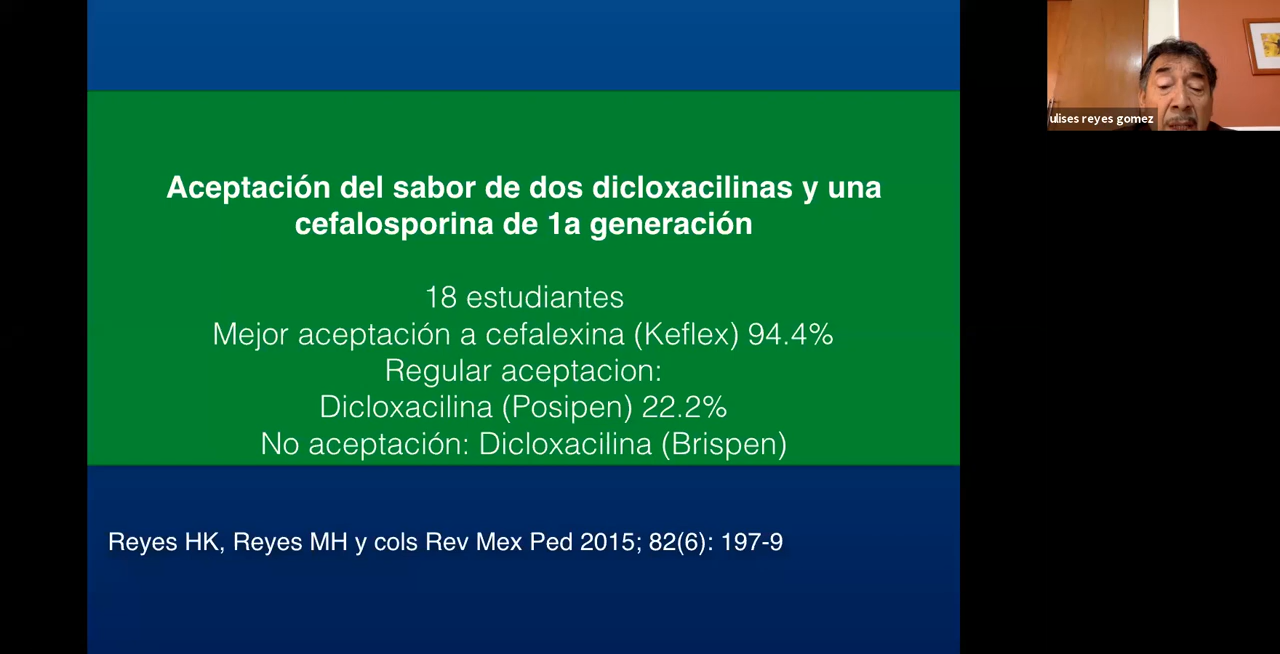 Aceptación del sabor de dos dicloxacilinas y una
cefalosporina de 1a generación
18 estudiantes
Mejor aceptación a cefalexina (Keflex) 94.4%
Regular aceptacion:
Dicloxacilina (Posipen) 22.2%
No aceptación: Dicloxacilina (Brispen)
Reyes HK, Reyes MH y cols Rev Mex Ped 2015; 82(6): 197-9
ulises reyes gomez